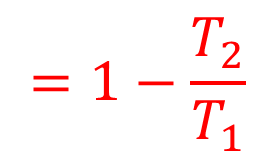 = 1 − T₂/T₁